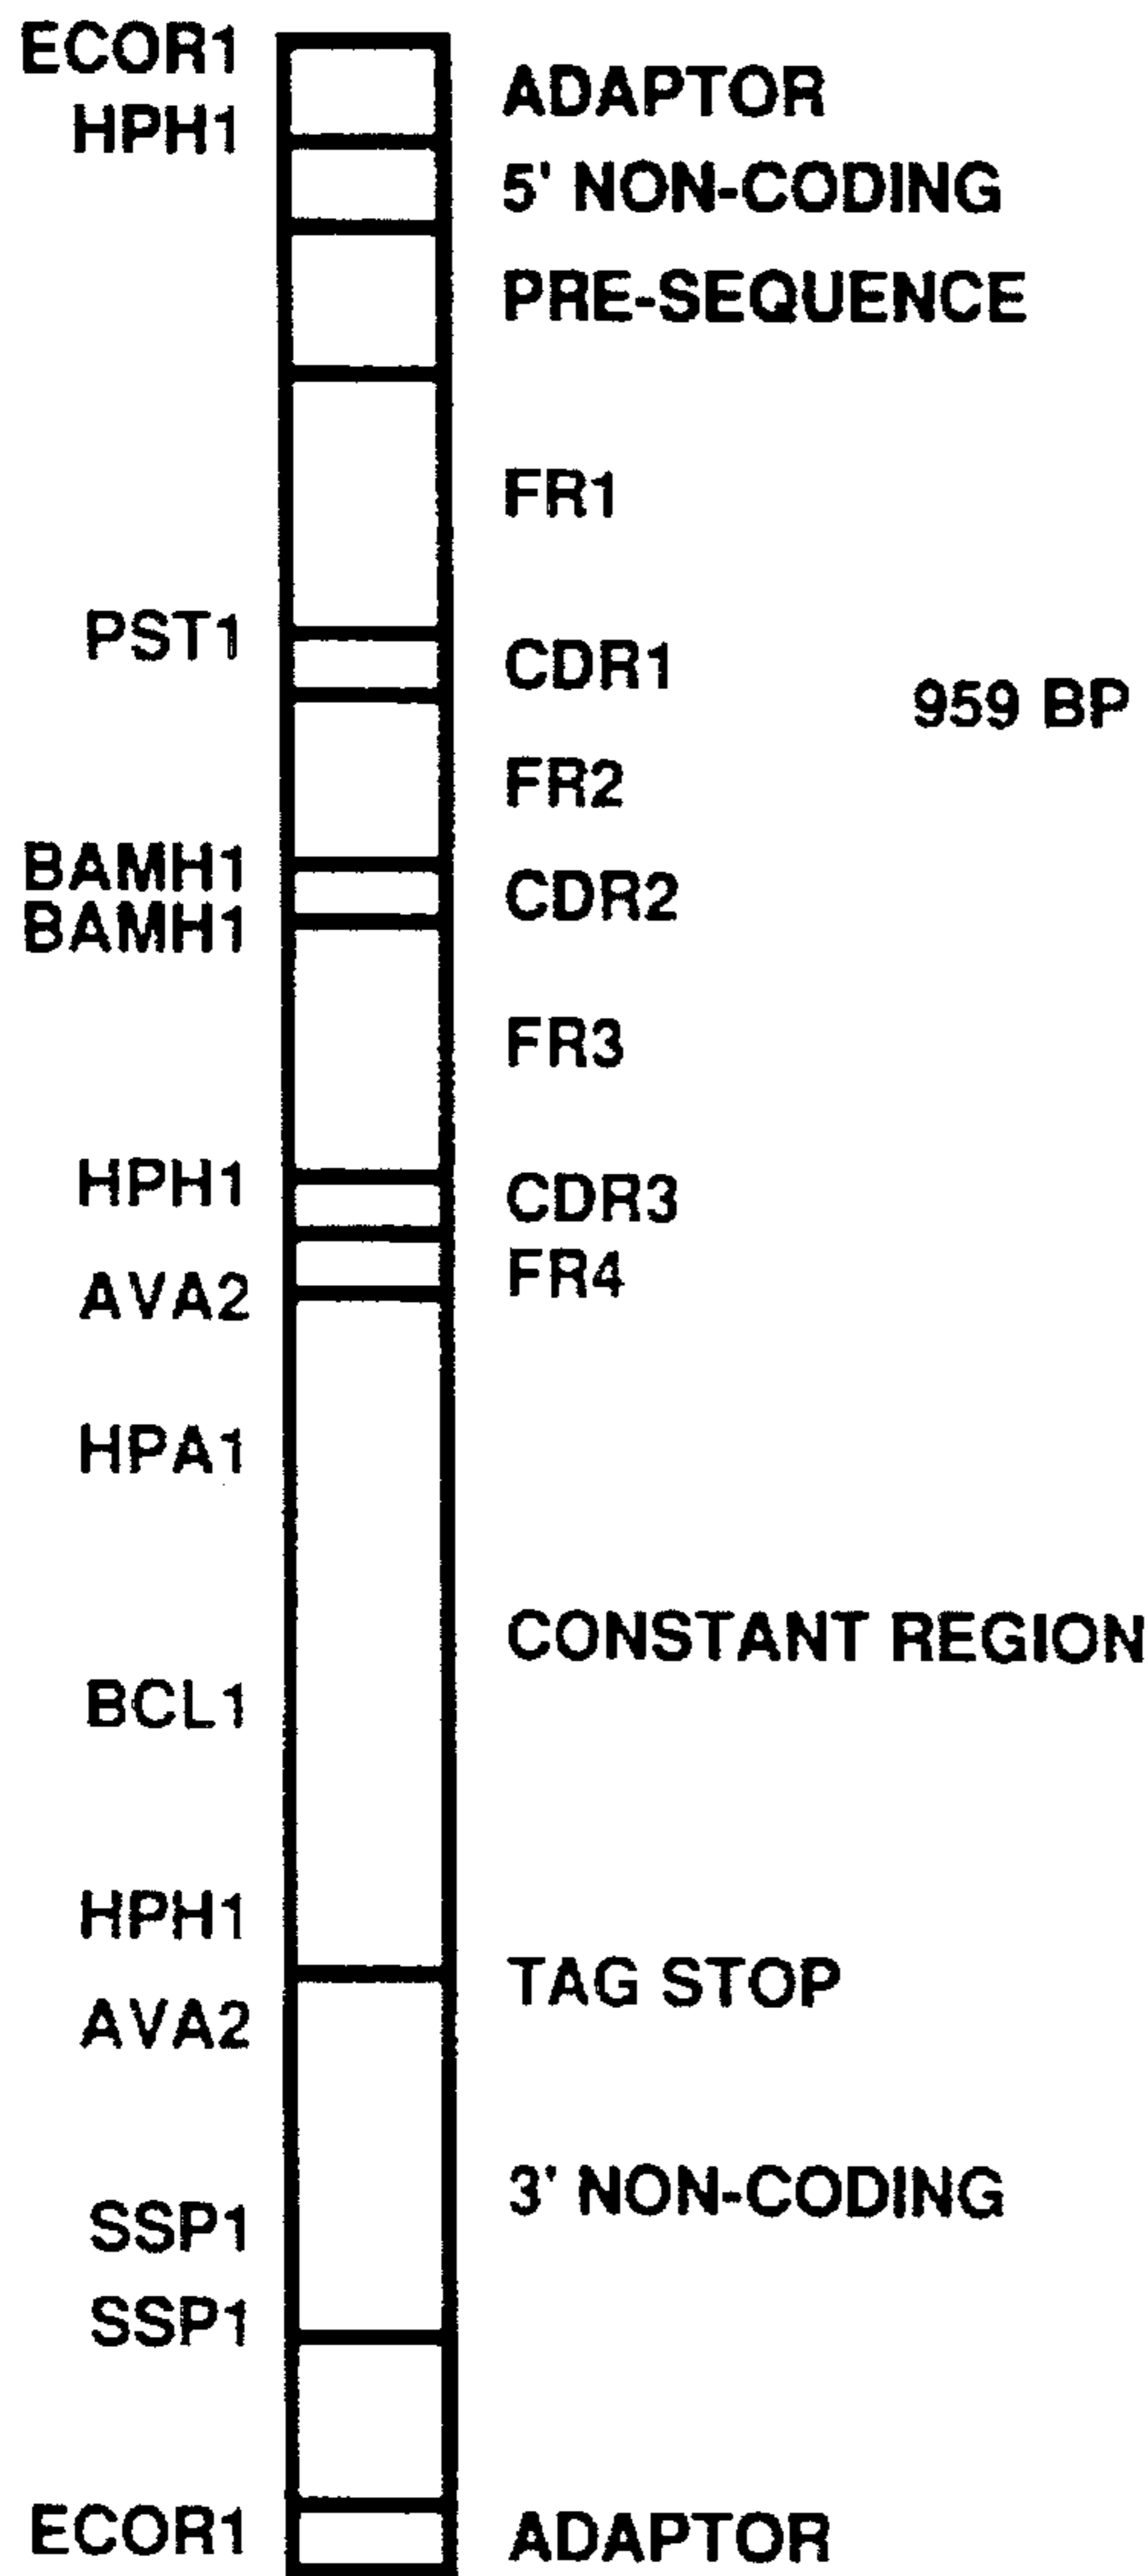 ECOR1
ADAPTOR
HPH1
5' NON-CODING
PRE-SEQUENCE
FR1
PST1
CDR1
959 BP
FR2
BAMH1
CDR2
BAMH1
FR3
HPH1
CDR3
FR4
AVA2
HPA1
CONSTANT REGION
BCL1
HPH1
TAG STOP
AVA2
3' NON-CODING
SSP1
SSP1
ECOR1
ADAPTOR